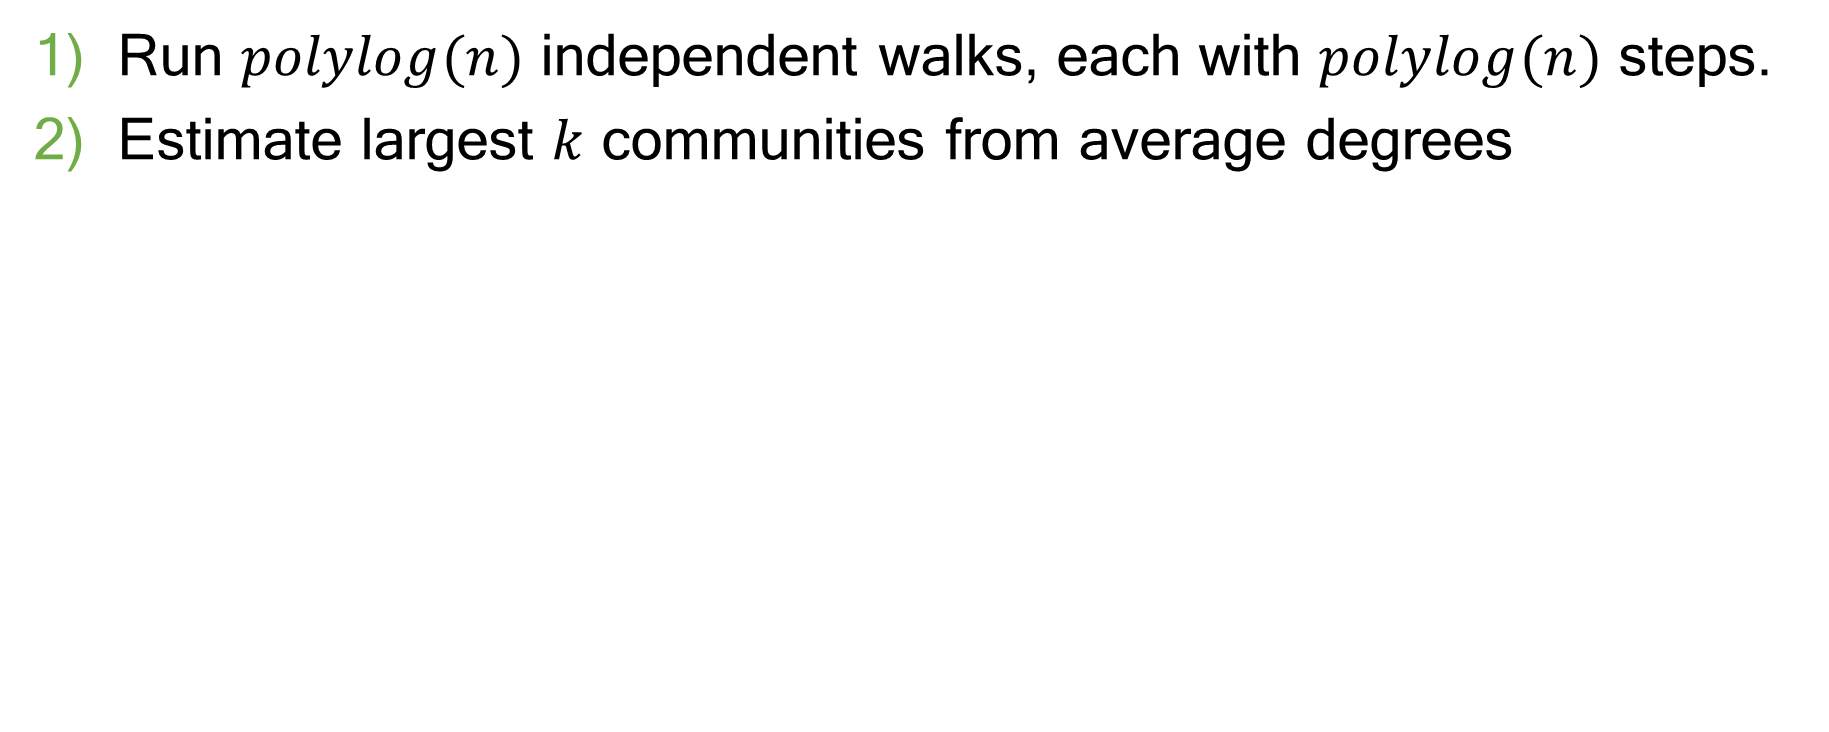 1) Run polylog(n) independent walks, each with polylog(n) steps.
2) Estimate largest k communities from average degrees